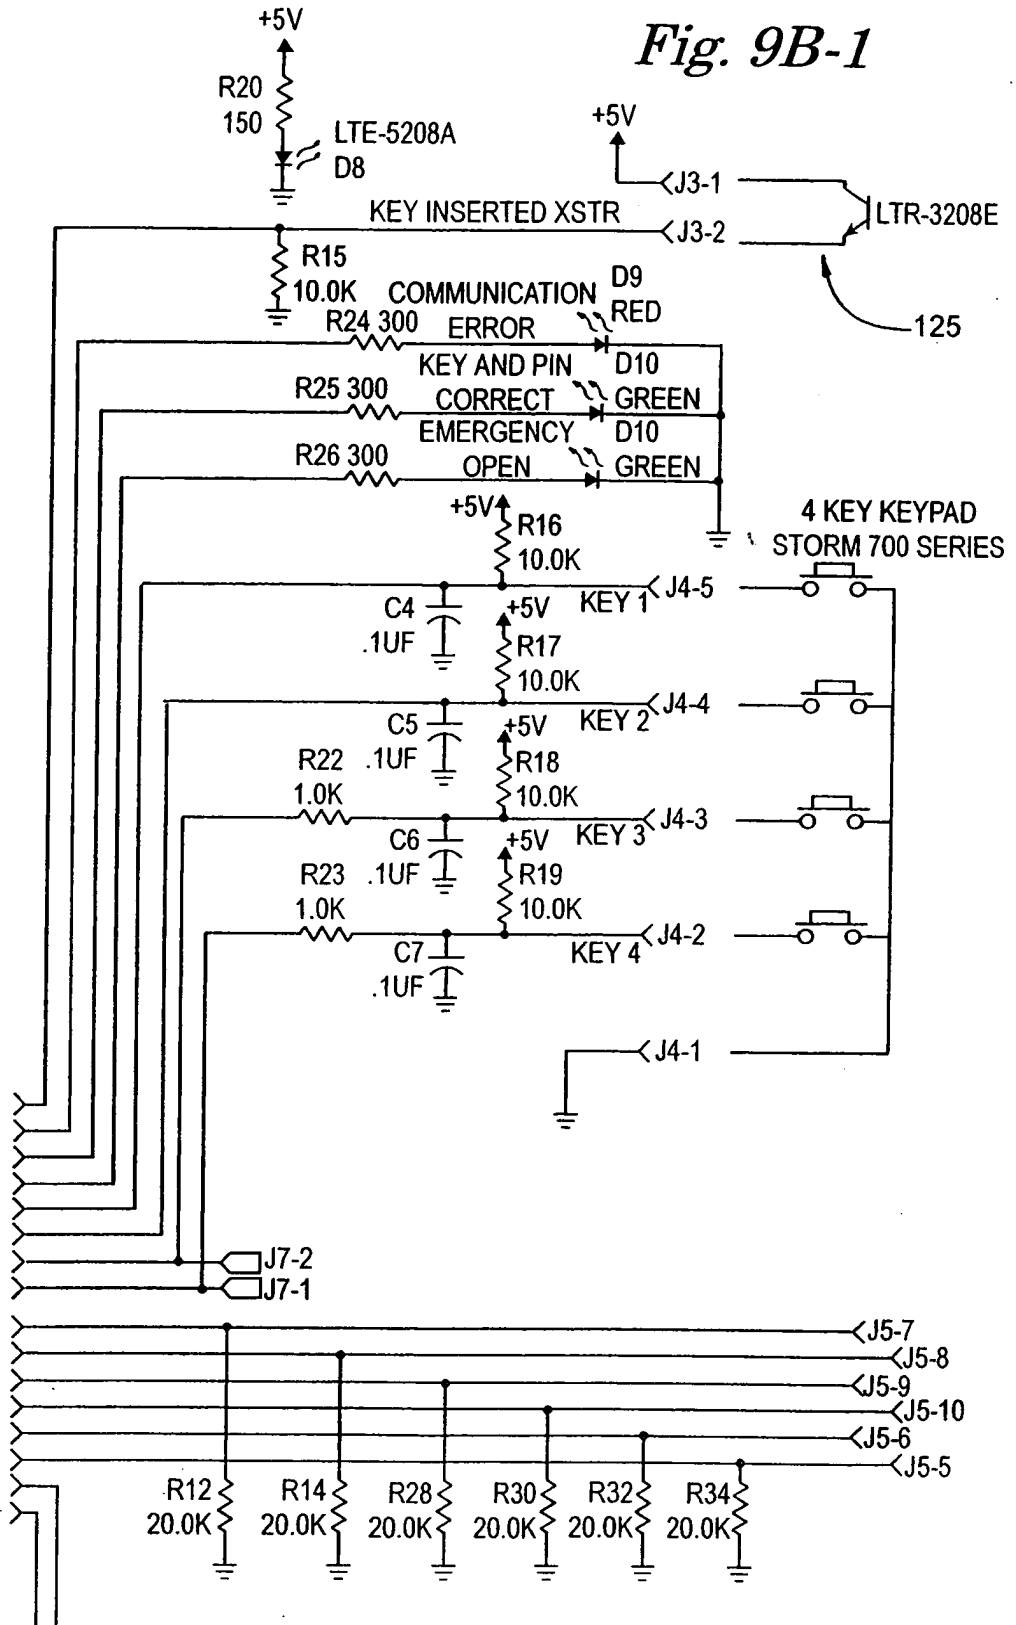 Fig. 9B-1
+5V
R20
150
LTE-5208A
D8
+5V
J3-1
LTR-3208E
KEY INSERTED XSTR
J3-2
R15
10.0K
125
COMMUNICATION
D9
R24 300
ERROR
RED
KEY AND PIN
D10
R25 300
CORRECT
GREEN
EMERGENCY
D10
R26 300
OPEN
GREEN
+5V
R16
10.0K
4 KEY KEYPAD
STORM 700 SERIES
C4
.1UF
KEY 1
J4-5
+5V
R17
10.0K
C5
.1UF
KEY 2
J4-4
+5V
R18
10.0K
R22
1.0K
C6
.1UF
KEY 3
J4-3
+5V
R19
10.0K
R23
1.0K
C7
.1UF
KEY 4
J4-2
J4-1
J7-2
J7-1
J5-7
J5-8
J5-9
J5-10
J5-6
J5-5
R12
20.0K
R14
20.0K
R28
20.0K
R30
20.0K
R32
20.0K
R34
20.0K